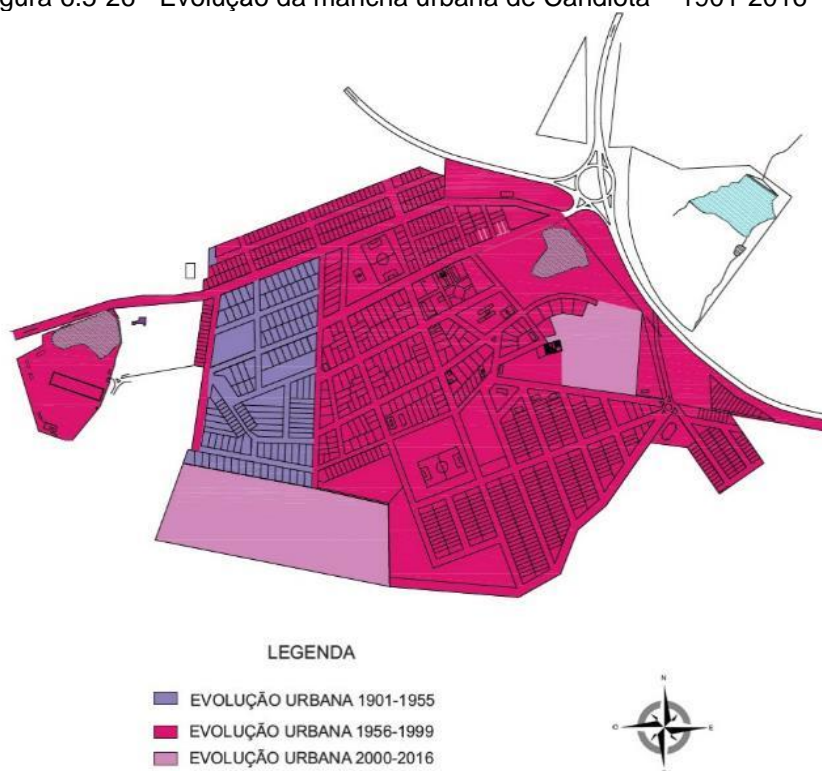 gura 6.5-26 - Evolução da mancha urbana de Candiota – 1901-2016
LEGENDA
EVOLUÇÃO URBANA 1901-1955
EVOLUÇÃO URBANA 1956-1999
EVOLUÇÃO URBANA 2000-2016
N
O
E